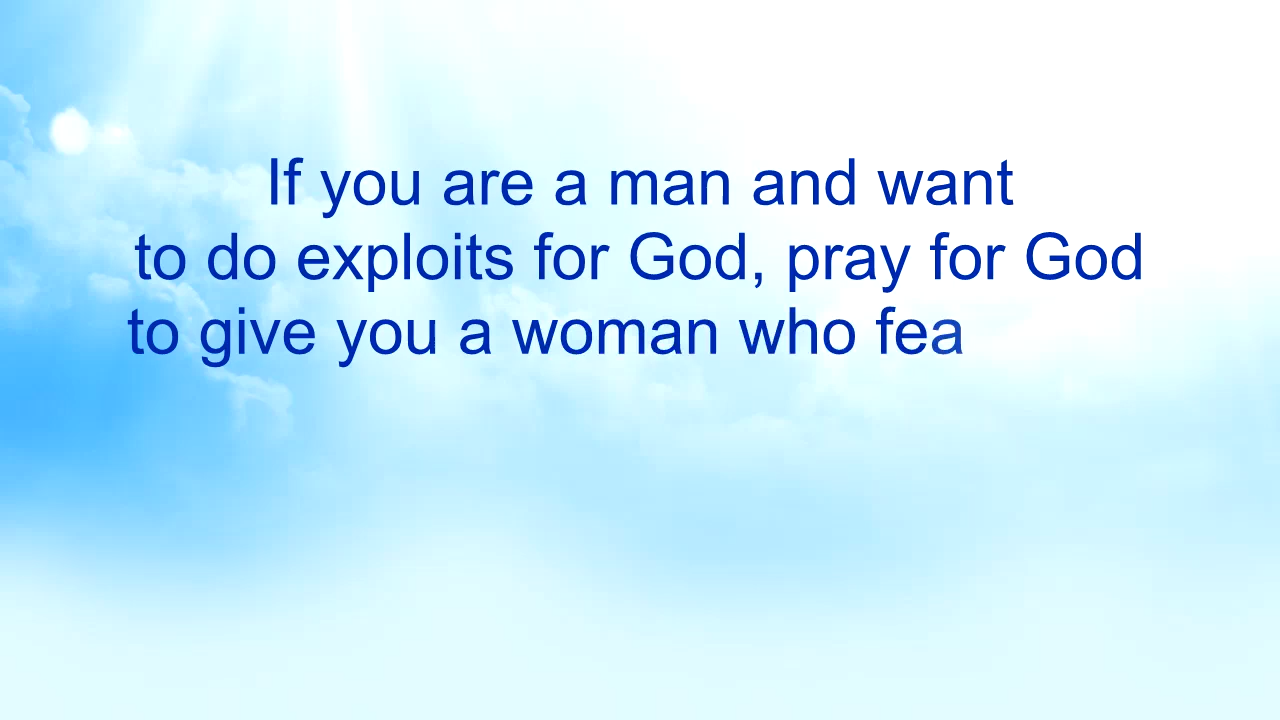 If you are a man and want
to do exploits for God, pray for God
to give you a woman who fea